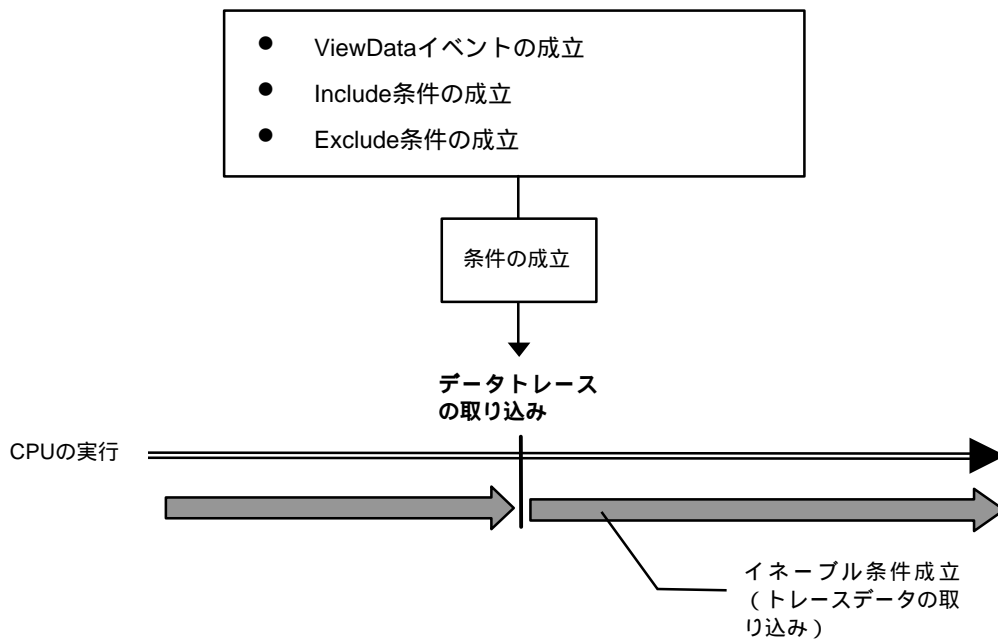 ● ViewDataイベントの成立
● Include条件の成立
● Exclude条件の成立
条件の成立
データトレース
の取り込み
CPUの実行
イネーブル条件成立
（トレースデータの取
り込み）